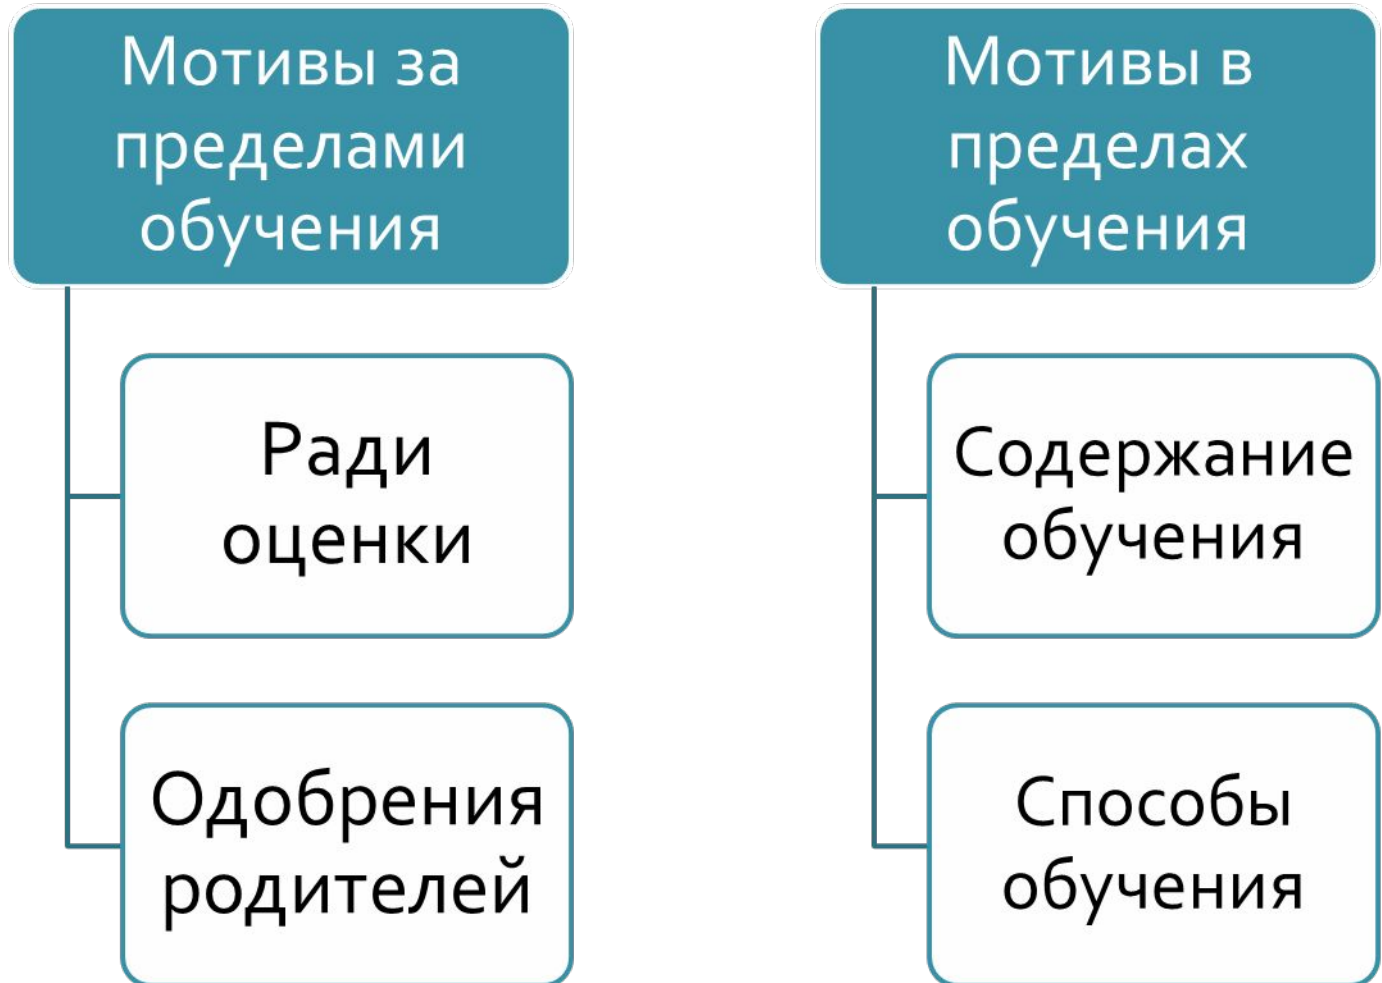 Мотивы за
пределами
обучения
Ради
оценки
Одобрения
родителей
Мотивы в
пределах
обучения
Содержание
обучения
Способы
обучения